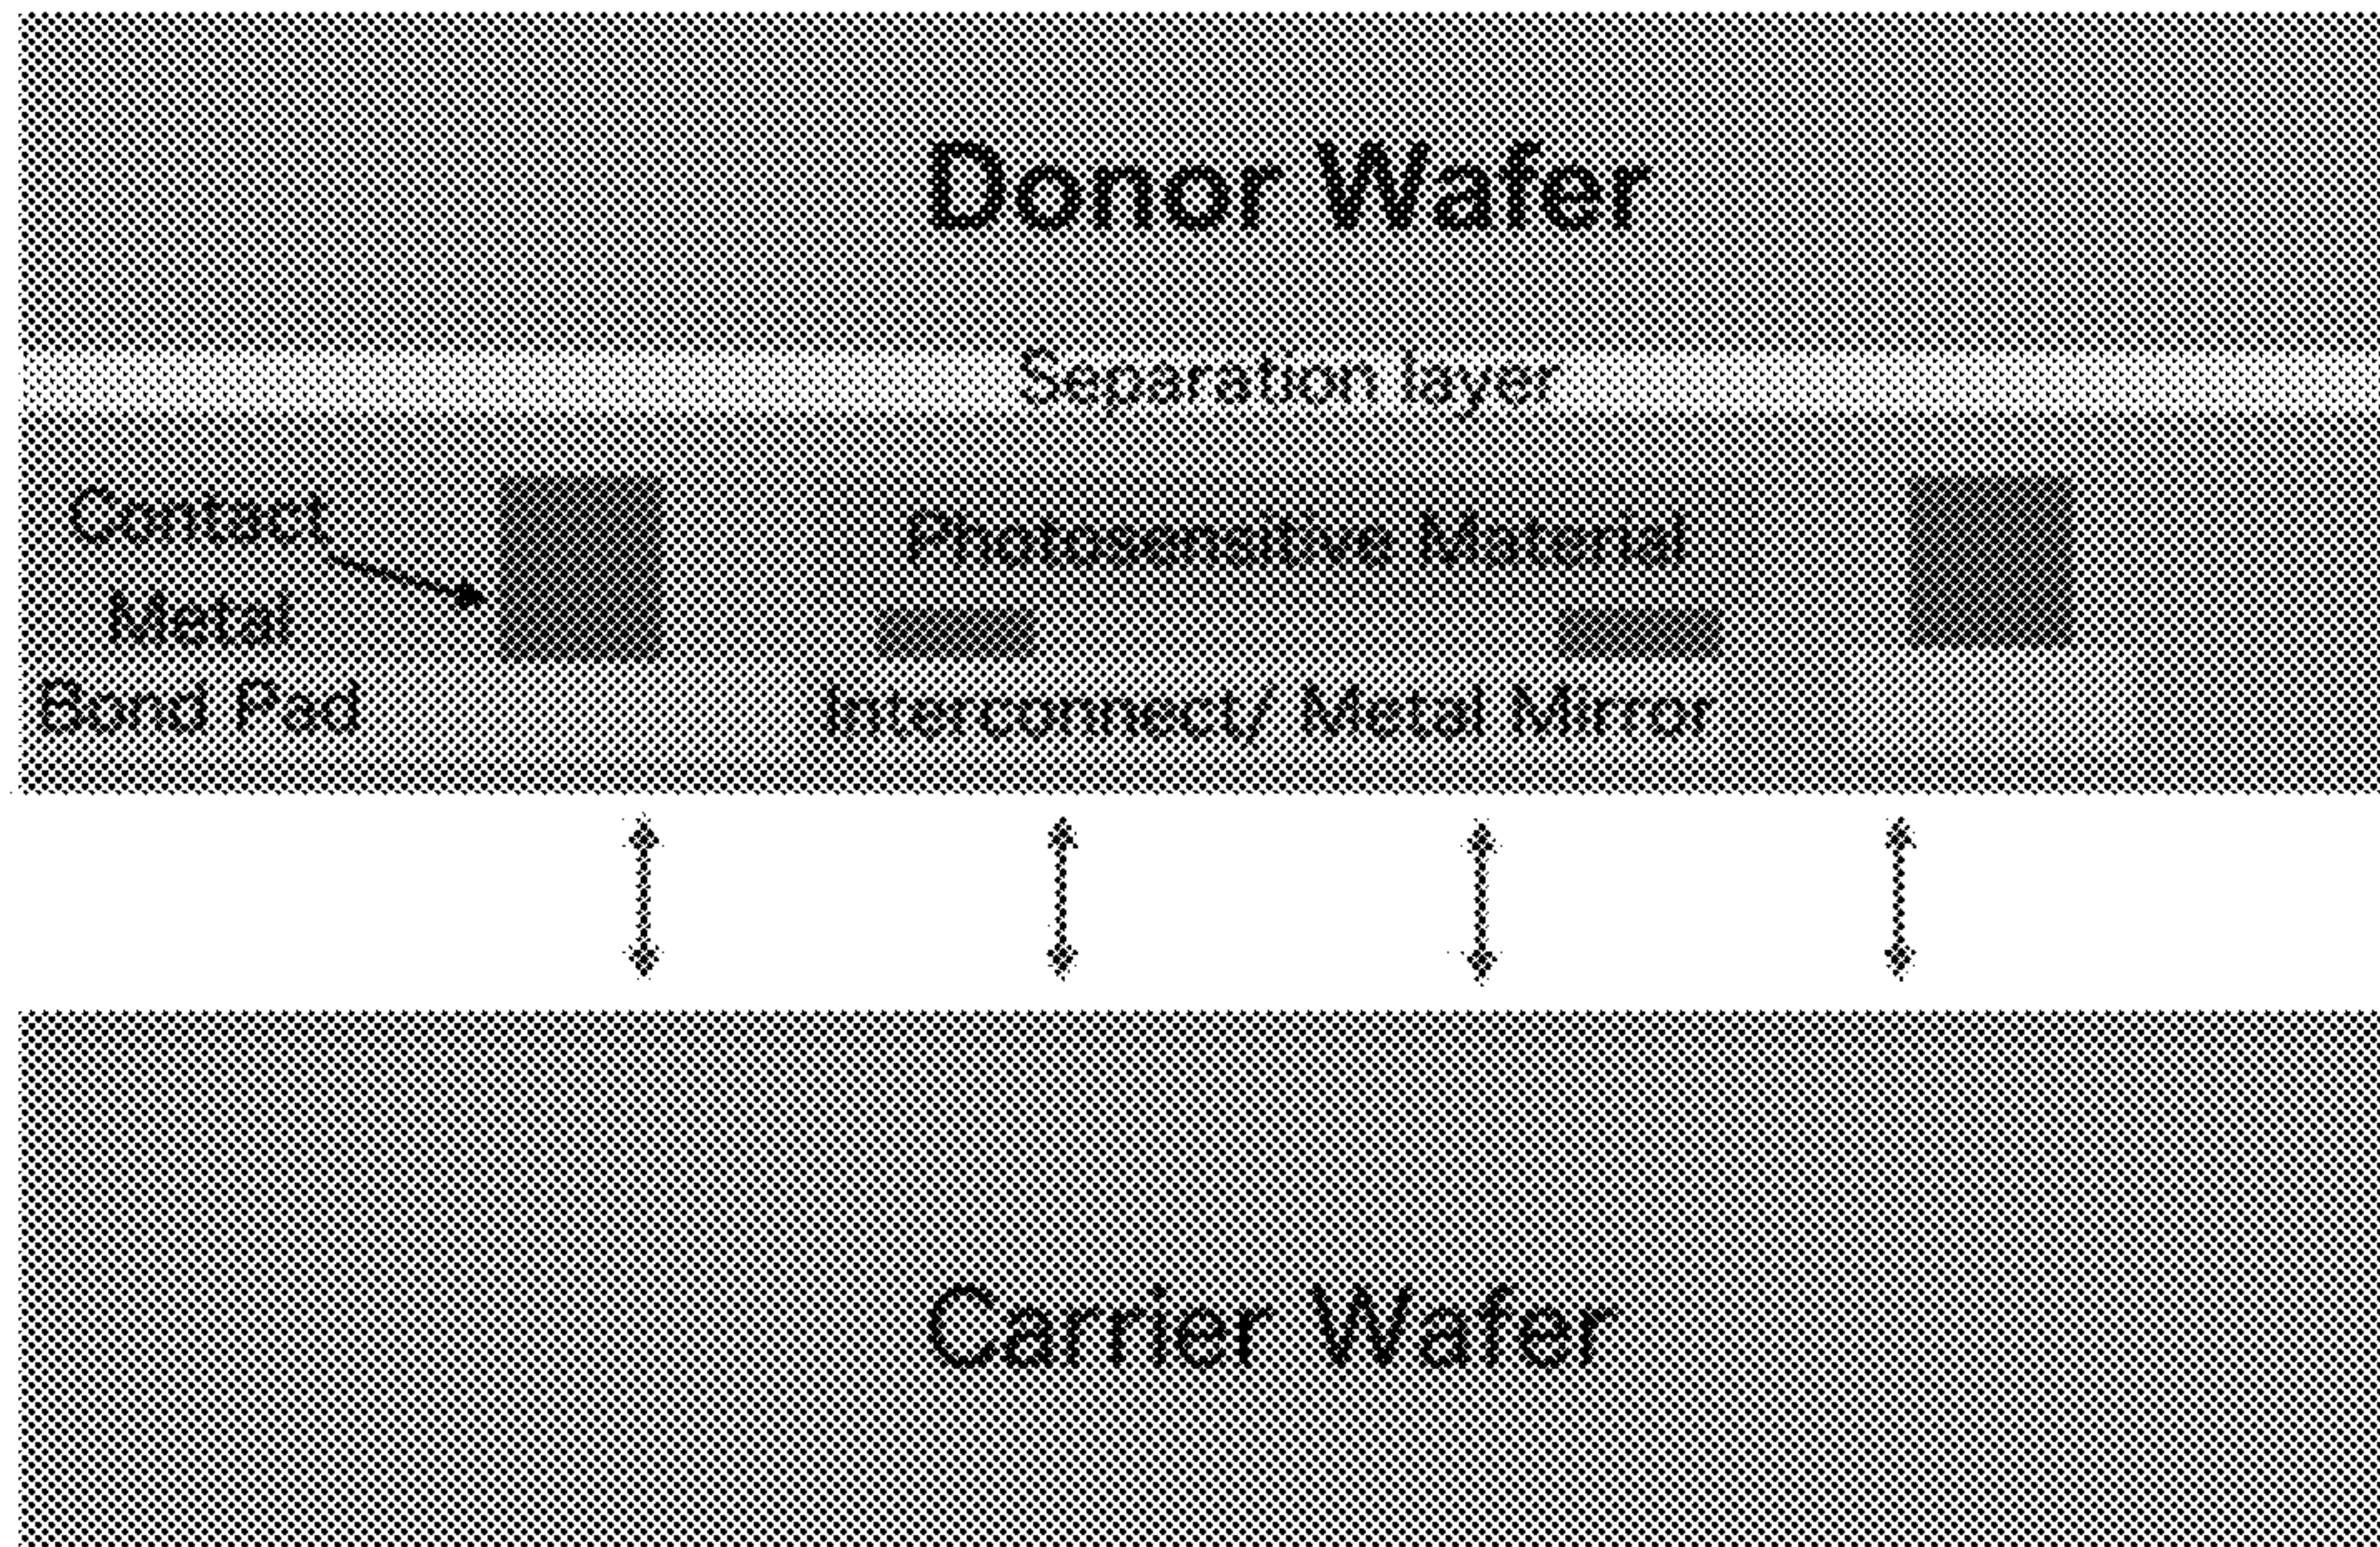 Donor Wafer
Separation layer
Contact
Metal
Bond Pad
Photosensitive Material
Interconnect/ Metal Mirror
Carrier Wafer